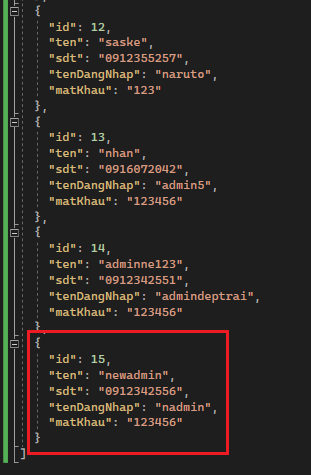 {
"id": 12,
"ten": "saske",
"sdt": "0912355257",
"tenDangNhap": "naruto",
"matKhau": "123"
},
{
"id": 13,
"ten": "nhan",
"sdt": "0916072042",
"tenDangNhap": "admin5",
"matKhau": "123456"
},
{
"id": 14,
"ten": "adminne123",
"sdt": "0912342551",
"tenDangNhap": "admindeptrai",
"matKhau": "123456"
},
{
"id": 15,
"ten": "newadmin",
"sdt": "0912342556",
"tenDangNhap": "nadmin",
"matKhau": "123456"
}
]